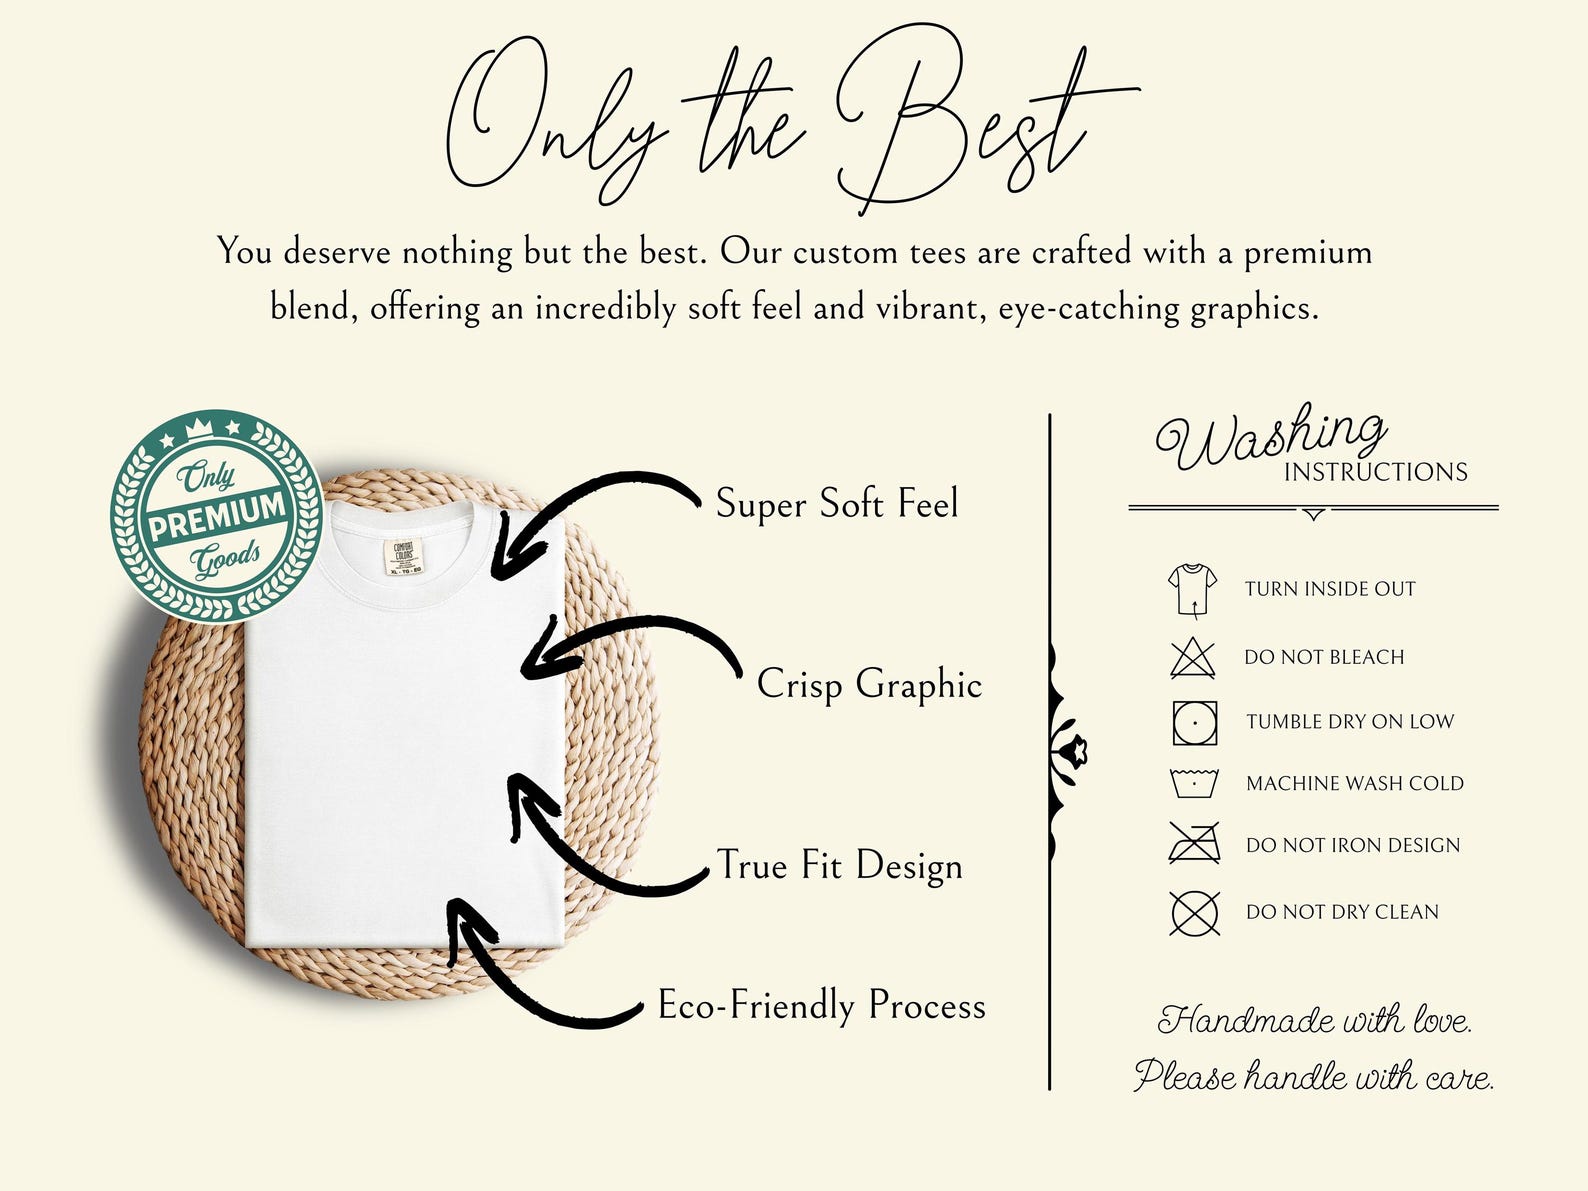 Only the Best
You deserve nothing but the best. Our custom tees are crafted with a premium
blend, offering an incredibly soft feel and vibrant, eye-catching graphics.
Only
PREMIUM
Goods
COMFORT
COLORS
XL - TG - EG
Super Soft Feel
Crisp Graphic
True Fit Design
Eco-Friendly Process
Washing
INSTRUCTIONS
TURN INSIDE OUT
DO NOT BLEACH
TUMBLE DRY ON LOW
MACHINE WASH COLD
DO NOT IRON DESIGN
DO NOT DRY CLEAN
Handmade with love.
Please handle with care.